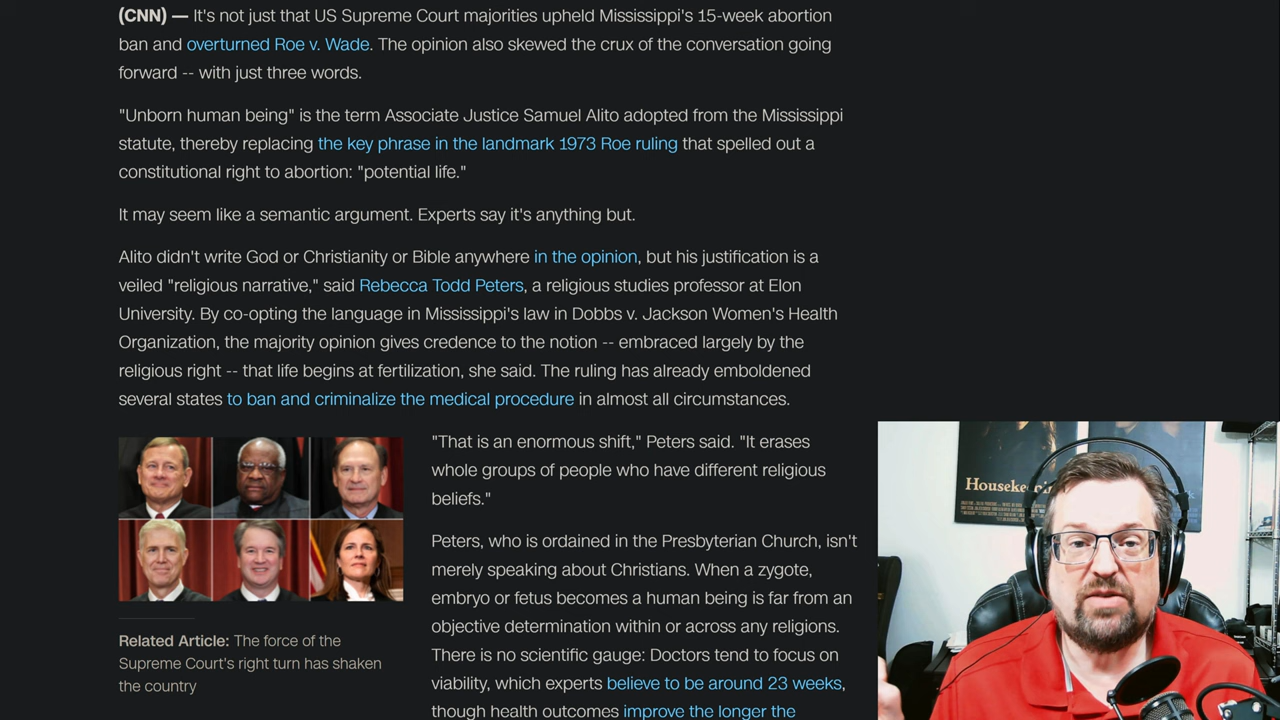 (CNN) — It's not just that US Supreme Court majorities upheld Mississippi's 15-week abortion
ban and overturned Roe v. Wade. The opinion also skewed the crux of the conversation going
forward -- with just three words.
"Unborn human being" is the term Associate Justice Samuel Alito adopted from the Mississippi
statute, thereby replacing the key phrase in the landmark 1973 Roe ruling that spelled out a
constitutional right to abortion: "potential life."
It may seem like a semantic argument. Experts say it's anything but.
Alito didn't write God or Christianity or Bible anywhere in the opinion, but his justification is a
veiled "religious narrative," said Rebecca Todd Peters, a religious studies professor at Elon
University. By co-opting the language in Mississippi's law in Dobbs v. Jackson Women's Health
Organization, the majority opinion gives credence to the notion -- embraced largely by the
religious right -- that life begins at fertilization, she said. The ruling has already emboldened
several states to ban and criminalize the medical procedure in almost all circumstances.
"That is an enormous shift," Peters said. "It erases
whole groups of people who have different religious
beliefs."
Peters, who is ordained in the Presbyterian Church, isn't
merely speaking about Christians. When a zygote,
embryo or fetus becomes a human being is far from an
objective determination within or across any religions.
There is no scientific gauge: Doctors tend to focus on
viability, which experts believe to be around 23 weeks,
though health outcomes improve the longer the
Related Article: The force of the
Supreme Court's right turn has shaken
the country